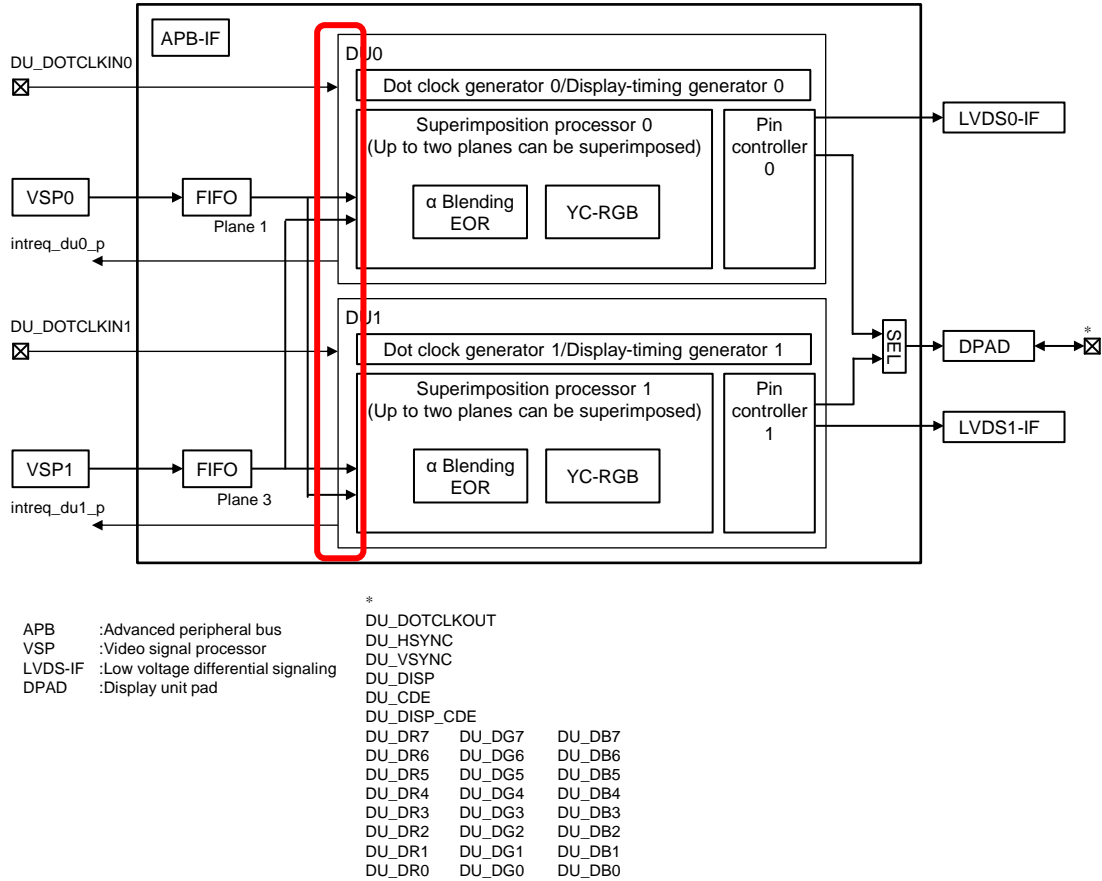 APB-IF
DU_DOTCLKIN0
DU0
Dot clock generator 0/Display-timing generator 0
Superimposition processor 0
(Up to two planes can be superimposed)
α Blending
EOR
YC-RGB
Pin
controller
0
LVDS0-IF
VSP0
FIFO
Plane 1
intreq_du0_p
DU_DOTCLKIN1
DU1
Dot clock generator 1/Display-timing generator 1
Superimposition processor 1
(Up to two planes can be superimposed)
α Blending
EOR
YC-RGB
Pin
controller
1
SEL
DPAD
*
LVDS1-IF
VSP1
FIFO
Plane 3
intreq_du1_p
APB :Advanced peripheral bus
VSP :Video signal processor
LVDS-IF :Low voltage differential signaling
DPAD :Display unit pad
*
DU_DOTCLKOUT
DU_HSYNC
DU_VSYNC
DU_DISP
DU_CDE
DU_DISP_CDE
DU_DR7 DU_DG7 DU_DB7
DU_DR6 DU_DG6 DU_DB6
DU_DR5 DU_DG5 DU_DB5
DU_DR4 DU_DG4 DU_DB4
DU_DR3 DU_DG3 DU_DB3
DU_DR2 DU_DG2 DU_DB2
DU_DR1 DU_DG1 DU_DB1
DU_DR0 DU_DG0 DU_DB0